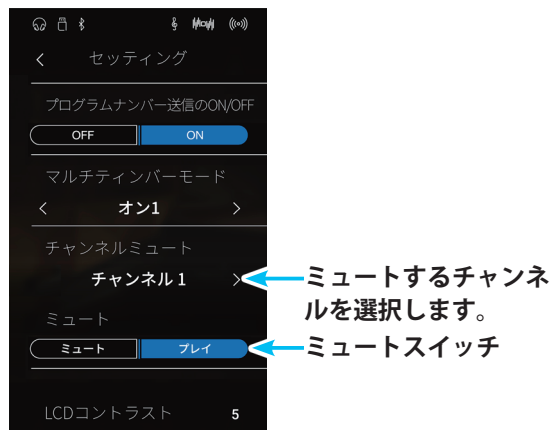 セッティング
プログラムナンバー送信のON/OFF
OFF ON
マルチティンバーモード
オン1
チャンネルミュート
チャンネル 1
ミュートするチャンネ
ルを選択します。
ミュート
ミュート プレイ
ミュートスイッチ
LCDコントラスト 5